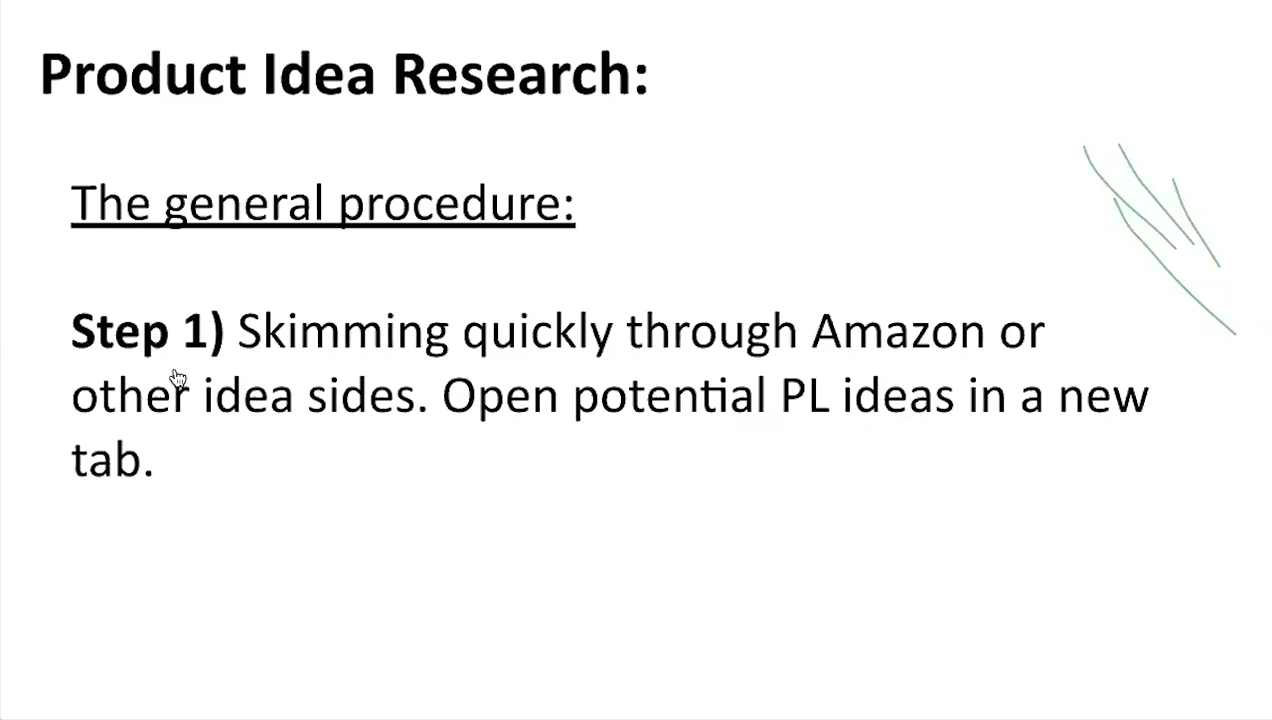 Product Idea Research:
The general procedure:
Step 1) Skimming quickly through Amazon or
other idea sides. Open potential PL ideas in a new
tab.